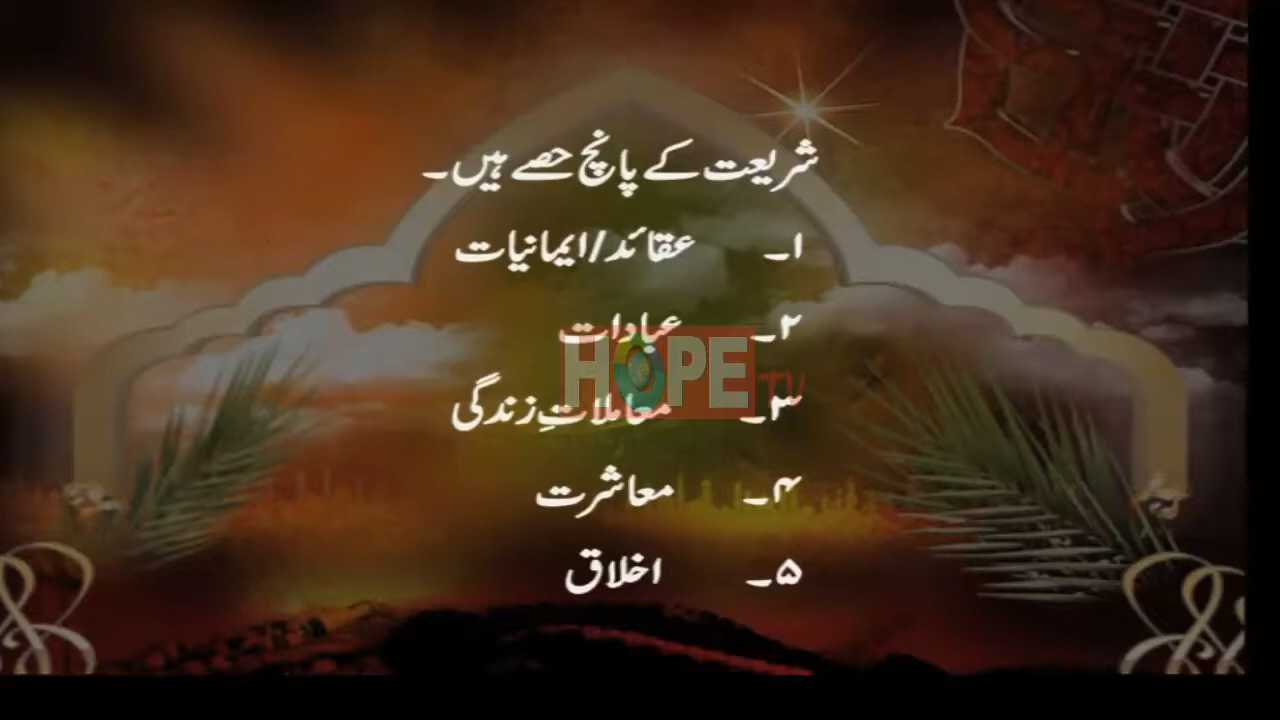 شریعت کے پانچ حصے ہیں۔
۱۔ عقائد/ایمانیات
۲۔ عبادات
HOPE TV
۳۔ معاملاتِ زندگی
۴۔ معاشرت
۵۔ اخلاق